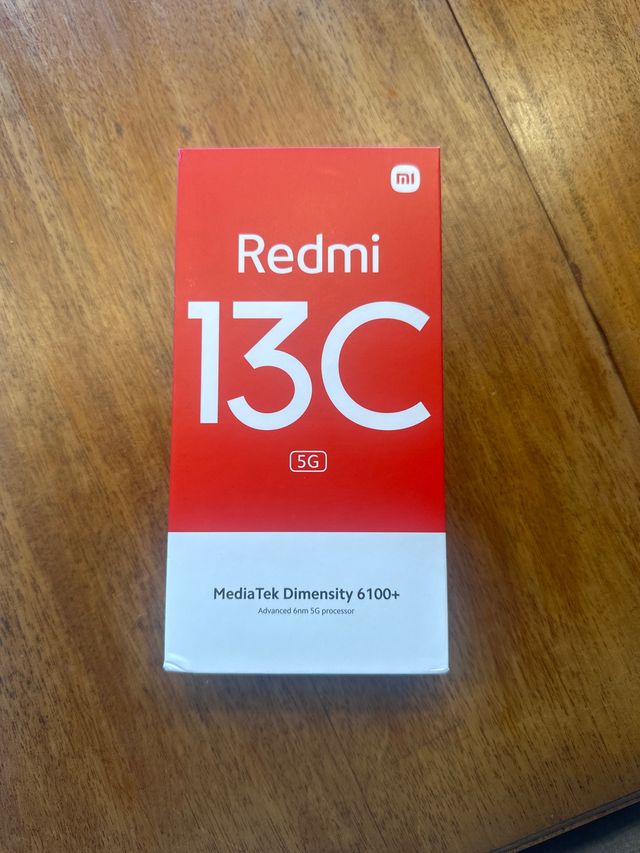 mi
Redmi
13C
5G
MediaTek Dimensity 6100+
Advanced 6nm 5G processor